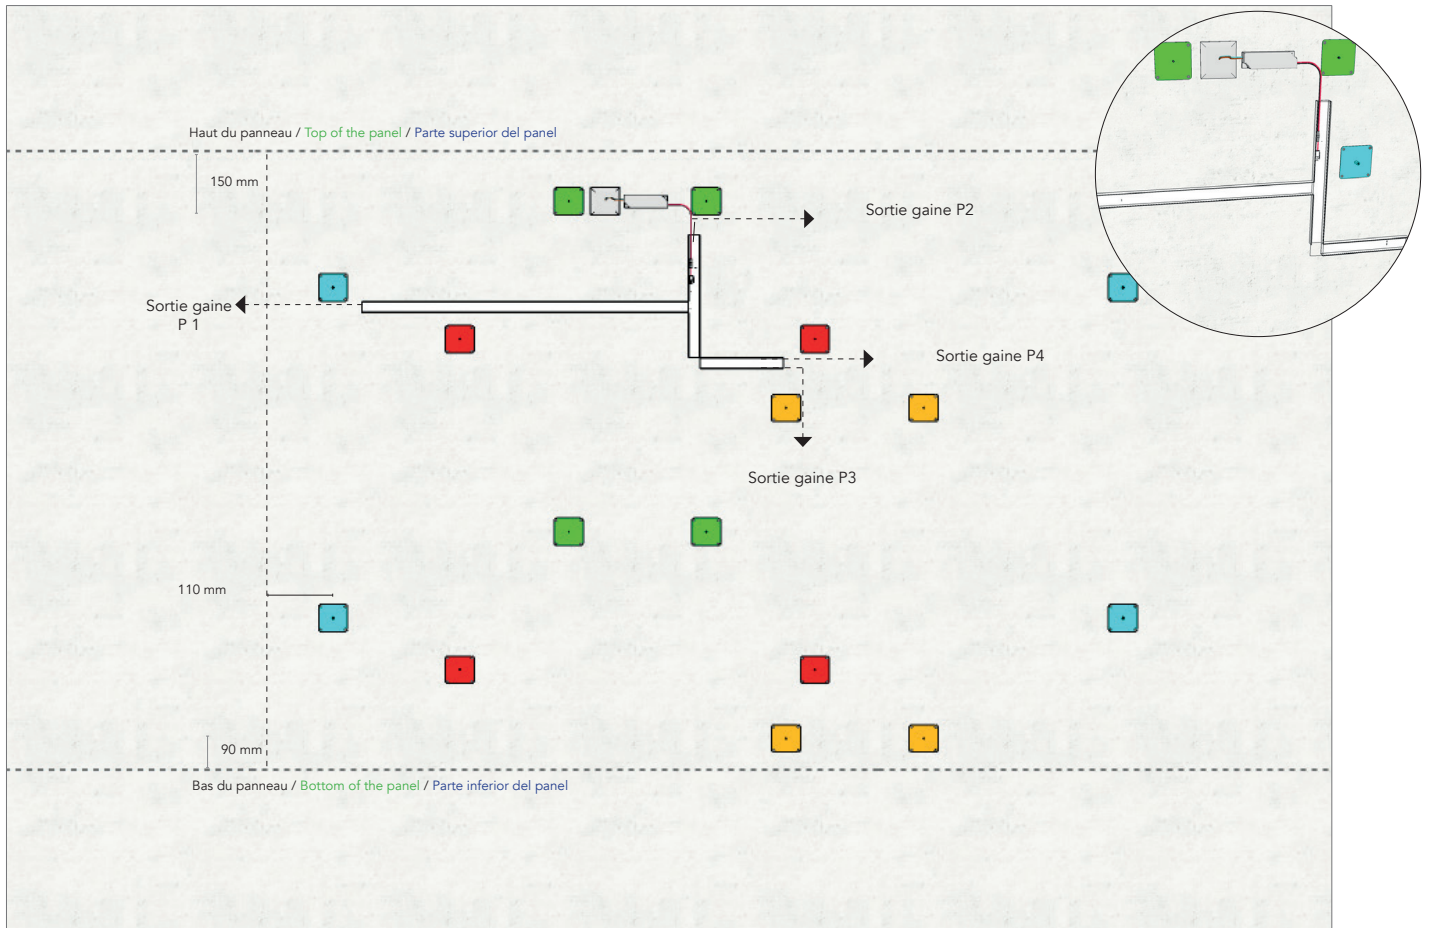 Haut du panneau / Top of the panel / Parte superior del panel
150 mm
Sortie gaine P2
Sortie gaine
P 1
Sortie gaine P4
Sortie gaine P3
110 mm
90 mm
Bas du panneau / Bottom of the panel / Parte inferior del panel